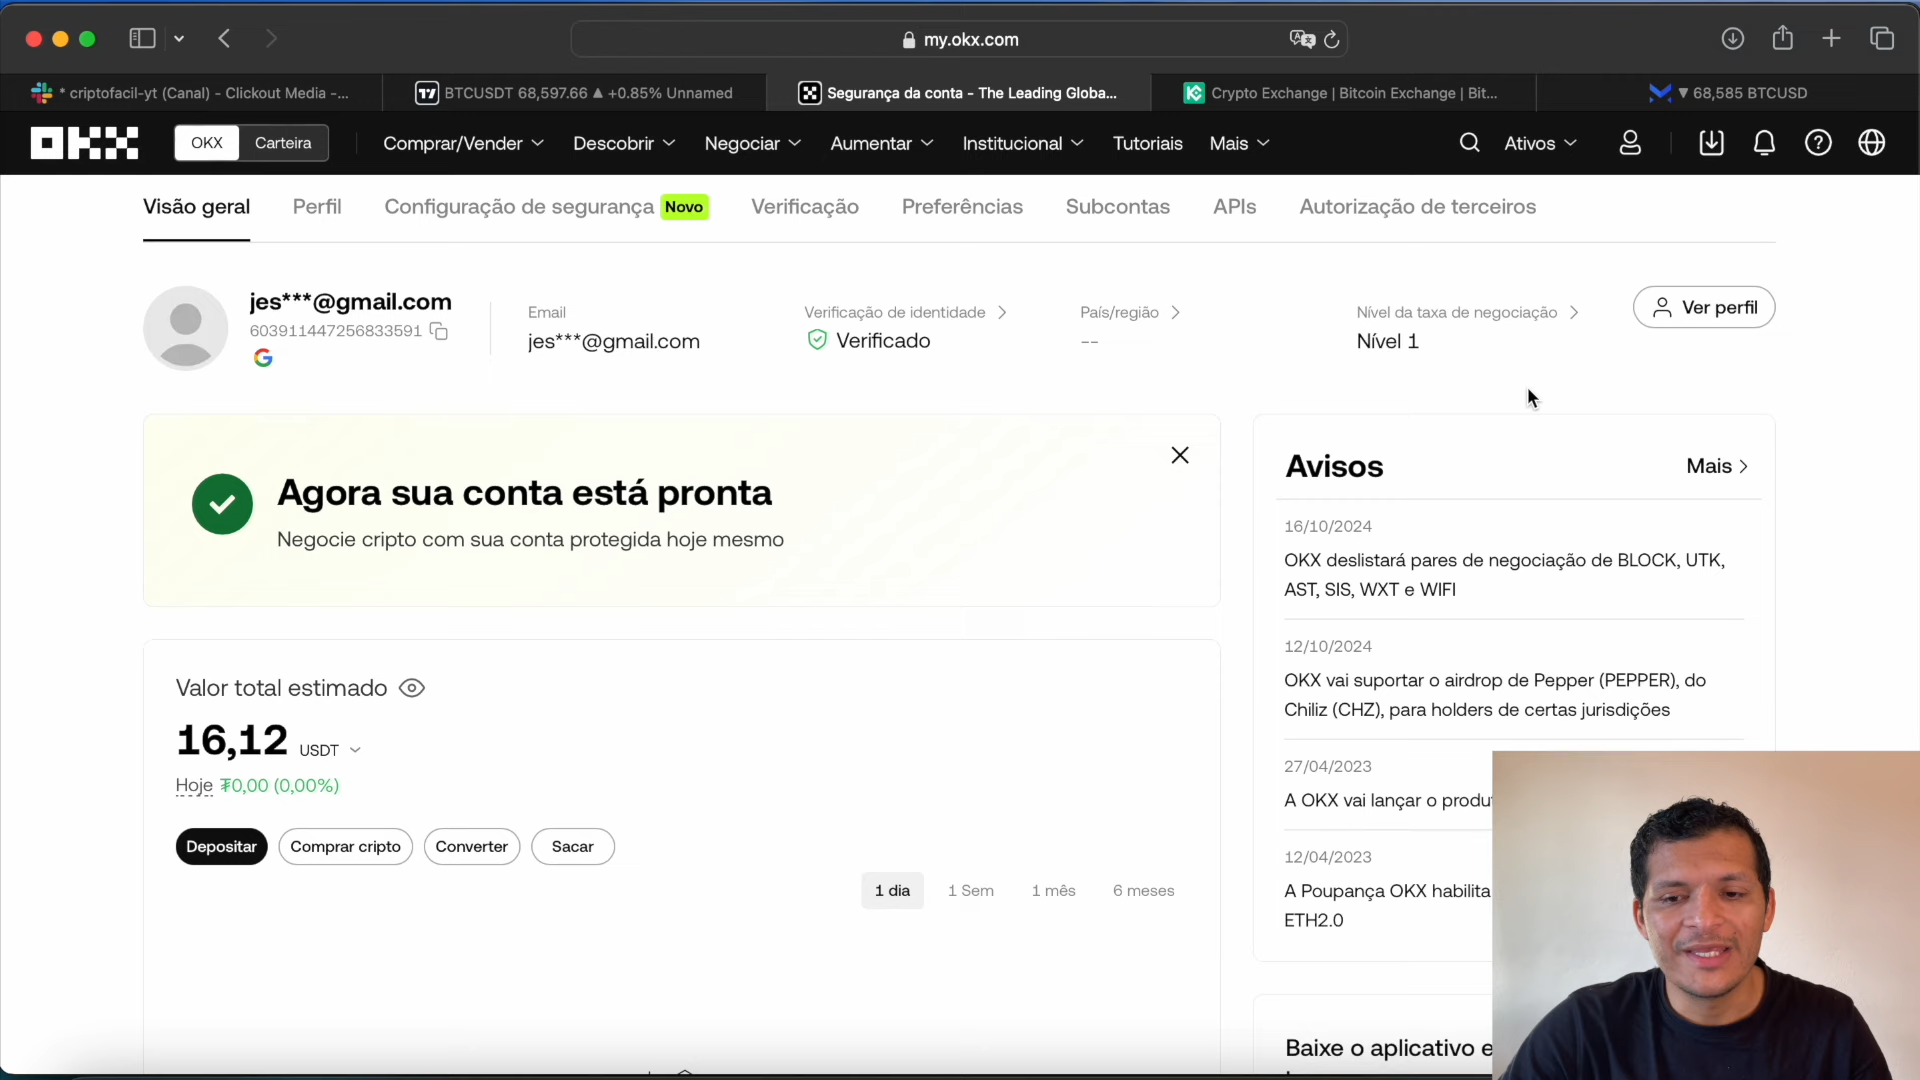 my.okx.com
* criptofacil-yt (Canal) - Clickout Media -...
BTCUSDT 68,597.66 ▲ +0.85% Unnamed
Segurança da conta - The Leading Globa...
Crypto Exchange | Bitcoin Exchange | Bit...
▼ 68,585 BTCUSD
OKX
OKX
Carteira
Comprar/Vender
Descobrir
Negociar
Aumentar
Institucional
Tutoriais
Mais
Ativos
Visão geral
Perfil
Configuração de segurança Novo
Verificação
Preferências
Subcontas
APIs
Autorização de terceiros
jes***@gmail.com
603911447256833591
Email
jes***@gmail.com
Verificação de identidade
Verificado
País/região
--
Nível da taxa de negociação
Nível 1
Ver perfil
Agora sua conta está pronta
Negocie cripto com sua conta protegida hoje mesmo
Valor total estimado
16,12 USDT
Hoje ₮0,00 (0,00%)
Depositar
Comprar cripto
Converter
Sacar
1 dia
1 Sem
1 mês
6 meses
Avisos
Mais
16/10/2024
OKX deslistará pares de negociação de BLOCK, UTK,
AST, SIS, WXT e WIFI
12/10/2024
OKX vai suportar o airdrop de Pepper (PEPPER), do
Chiliz (CHZ), para holders de certas jurisdições
27/04/2023
A OKX vai lançar o produt
12/04/2023
A Poupança OKX habilita
ETH2.0
Baixe o aplicativo e